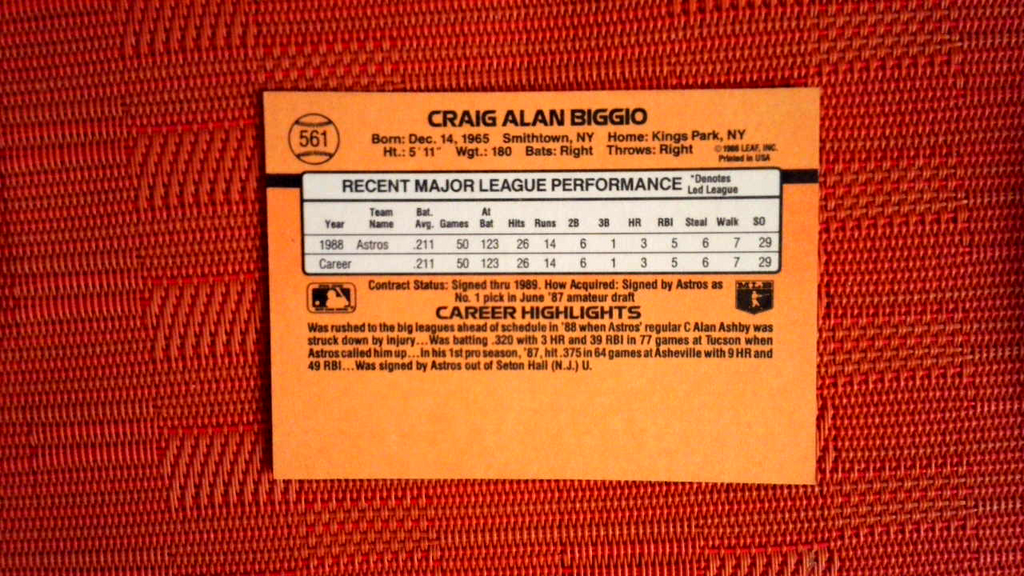 CRAIG ALAN BIGGIO
561
Born: Dec. 14, 1965 Smithtown, NY Home: Kings Park, NY
Ht.: 5' 11" Wgt.: 180 Bats: Right Throws: Right
© LEAF, INC.
Printed in USA
RECENT MAJOR LEAGUE PERFORMANCE
*Denotes
Led League
Year Team Name Bat. Avg. Games At Bat Hits Runs 2B 3B HR RBI Steal Walk SO
1988 Astros .211 50 123 26 14 6 1 3 5 6 7 29
Career .211 50 123 26 14 6 1 3 5 6 7 29
Contract Status: Signed thru 1989. How Acquired: Signed by Astros as
No. 1 pick in June '87 amateur draft
CAREER HIGHLIGHTS
Was rushed to the big leagues ahead of schedule in '88 when Astros' regular C Alan Ashby was
struck down by injury...Was batting .320 with 3 HR and 39 RBI in 77 games at Tucson when
Astros called him up...In his 1st pro season, '87, hit .375 in 64 games at Asheville with 9 HR and
49 RBI...Was signed by Astros out of Seton Hall (N.J.) U.
MLB